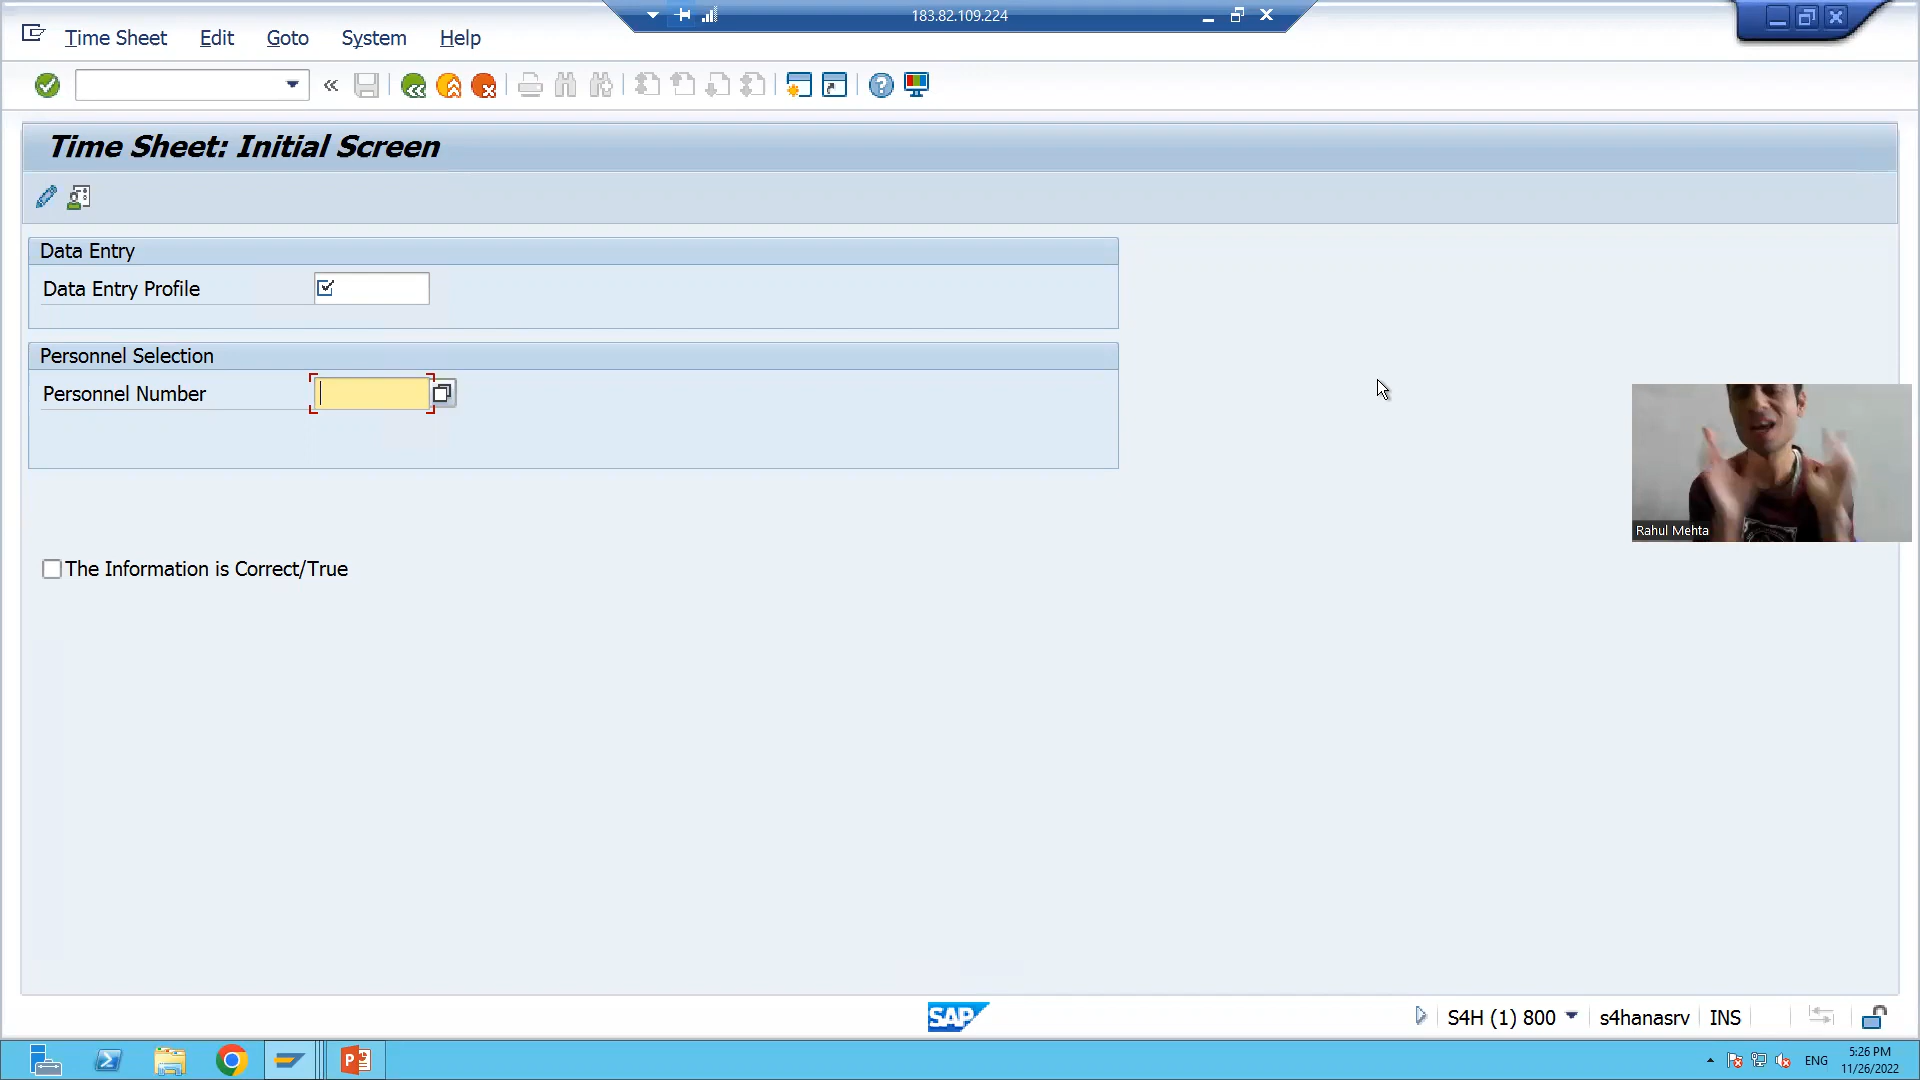 183.82.109.224
Time Sheet Edit Goto System Help
Time Sheet: Initial Screen
Data Entry
Data Entry Profile
Personnel Selection
Personnel Number
Rahul Mehta
The Information is Correct/True
SAP
S4H (1) 800 s4hanasrv INS
ENG
5:26 PM
11/26/2022